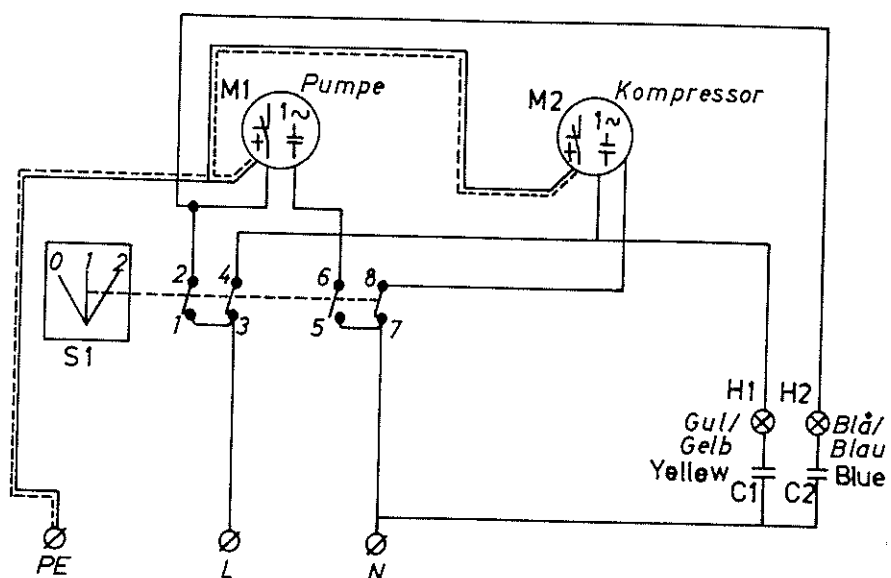 M1
Pumpe
M2
Kompressor
1~
1~
0 1 2
S1
2 4 6 8
1 3 5 7
H1 H2
Gul/
Gelb
Yellow
Blå/
Blau
Blue
C1 C2
PE L N